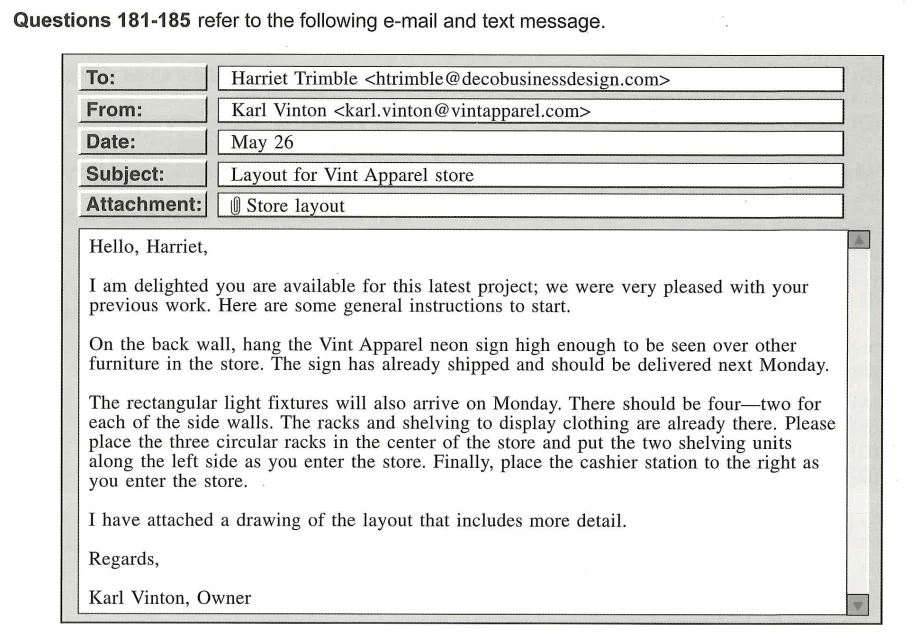 Questions 181-185 refer to the following e-mail and text message.
To: Harriet Trimble <htrimble@decobusinessdesign.com>
From: Karl Vinton <karl.vinton@vintapparel.com>
Date: May 26
Subject: Layout for Vint Apparel store
Attachment: Store layout
Hello, Harriet,
I am delighted you are available for this latest project; we were very pleased with your
previous work. Here are some general instructions to start.
On the back wall, hang the Vint Apparel neon sign high enough to be seen over other
furniture in the store. The sign has already shipped and should be delivered next Monday.
The rectangular light fixtures will also arrive on Monday. There should be four—two for
each of the side walls. The racks and shelving to display clothing are already there. Please
place the three circular racks in the center of the store and put the two shelving units
along the left side as you enter the store. Finally, place the cashier station to the right as
you enter the store.
I have attached a drawing of the layout that includes more detail.
Regards,
Karl Vinton, Owner